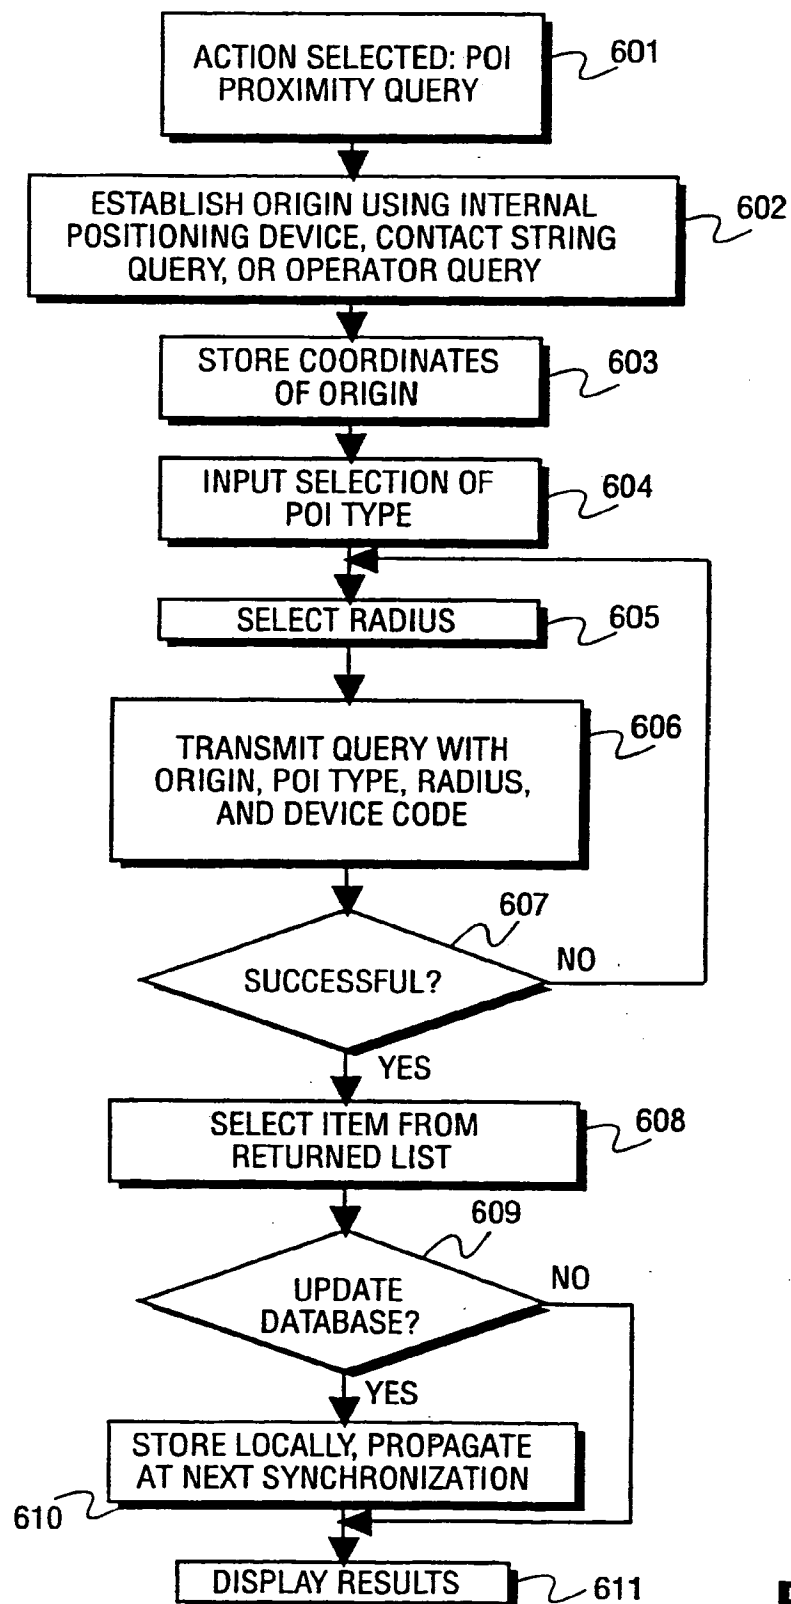 ACTION SELECTED: POI
PROXIMITY QUERY
601
ESTABLISH ORIGIN USING INTERNAL
POSITIONING DEVICE, CONTACT STRING
QUERY, OR OPERATOR QUERY
602
STORE COORDINATES
OF ORIGIN
603
INPUT SELECTION OF
POI TYPE
604
SELECT RADIUS
605
TRANSMIT QUERY WITH
ORIGIN, POI TYPE, RADIUS,
AND DEVICE CODE
606
607
SUCCESSFUL?
NO
YES
SELECT ITEM FROM
RETURNED LIST
608
609
UPDATE
DATABASE?
NO
YES
STORE LOCALLY, PROPAGATE
AT NEXT SYNCHRONIZATION
610
DISPLAY RESULTS
611